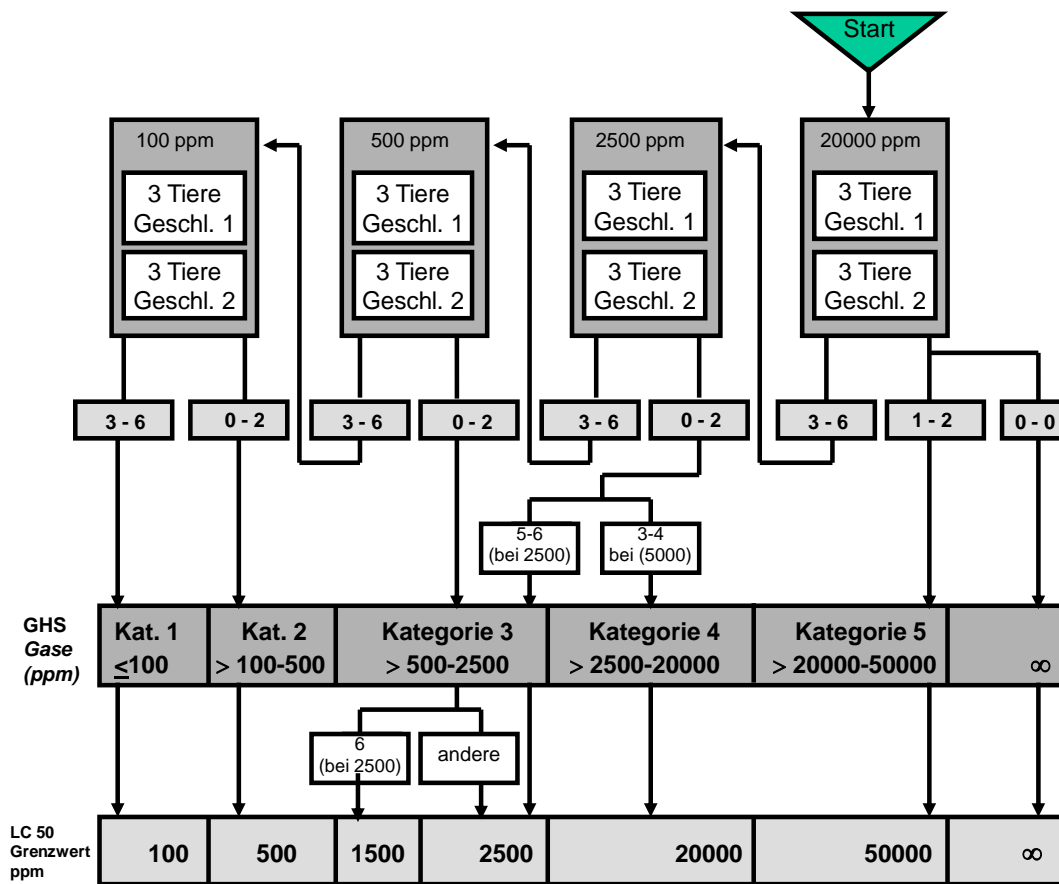 Start
100 ppm
500 ppm
2500 ppm
20000 ppm
3 Tiere
Geschl. 1
3 Tiere
Geschl. 1
3 Tiere
Geschl. 1
3 Tiere
Geschl. 1
3 Tiere
Geschl. 2
3 Tiere
Geschl. 2
3 Tiere
Geschl. 2
3 Tiere
Geschl. 2
3 - 6
0 - 2
3 - 6
0 - 2
3 - 6
0 - 2
3 - 6
1 - 2
0 - 0
5-6
(bei 2500)
3-4
bei (5000)
GHS
Gase
(ppm)
Kat. 1
≤100
Kat. 2
> 100-500
Kategorie 3
> 500-2500
Kategorie 4
> 2500-20000
Kategorie 5
> 20000-50000
∞
6
(bei 2500)
andere
LC 50
Grenzwert
ppm
100
500
1500
2500
20000
50000
∞